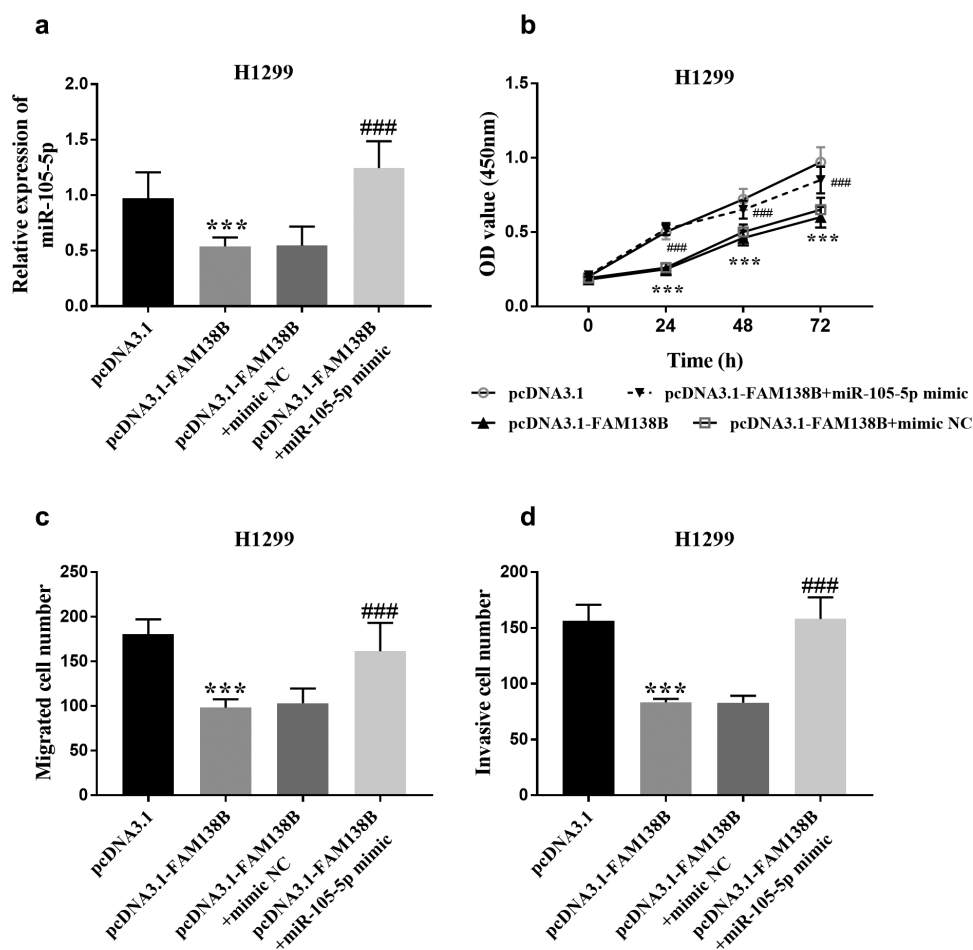 a
H1299
Relative expression of
miR-105-5p
2.0
1.5
1.0
0.5
0.0
***
###
pcDNA3.1
pcDNA3.1-FAM138B
pcDNA3.1-FAM138B
+mimic NC
pcDNA3.1-FAM138B
+miR-105-5p mimic
b
H1299
OD value (450nm)
1.5
1.0
0.5
0.0
###
###
###
***
***
***
0 24 48 72
Time (h)
pcDNA3.1 pcDNA3.1-FAM138B+miR-105-5p mimic
pcDNA3.1-FAM138B pcDNA3.1-FAM138B+mimic NC
c
H1299
Migrated cell number
250
200
150
100
50
0
***
###
pcDNA3.1
pcDNA3.1-FAM138B
pcDNA3.1-FAM138B
+mimic NC
pcDNA3.1-FAM138B
+miR-105-5p mimic
d
H1299
Invasive cell number
200
150
100
50
0
***
###
pcDNA3.1
pcDNA3.1-FAM138B
pcDNA3.1-FAM138B
+mimic NC
pcDNA3.1-FAM138B
+miR-105-5p mimic